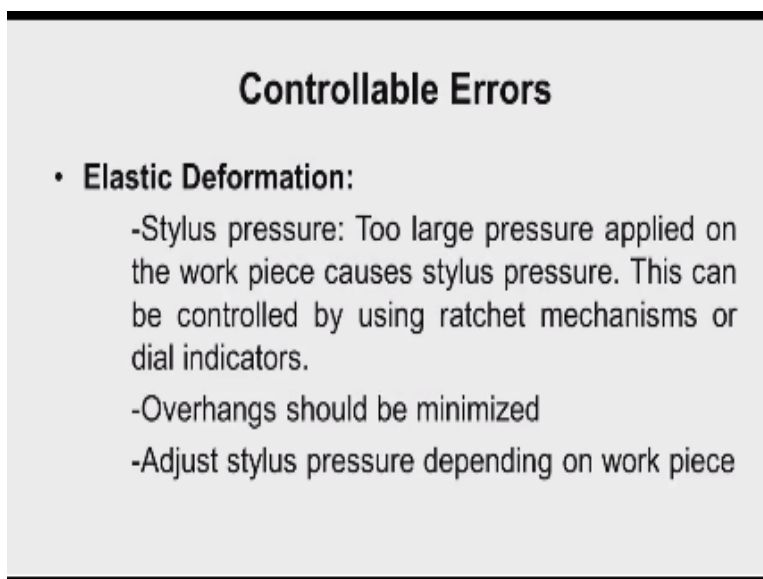 Controllable Errors
• Elastic Deformation:
-Stylus pressure: Too large pressure applied on
the work piece causes stylus pressure. This can
be controlled by using ratchet mechanisms or
dial indicators.
-Overhangs should be minimized
-Adjust stylus pressure depending on work piece